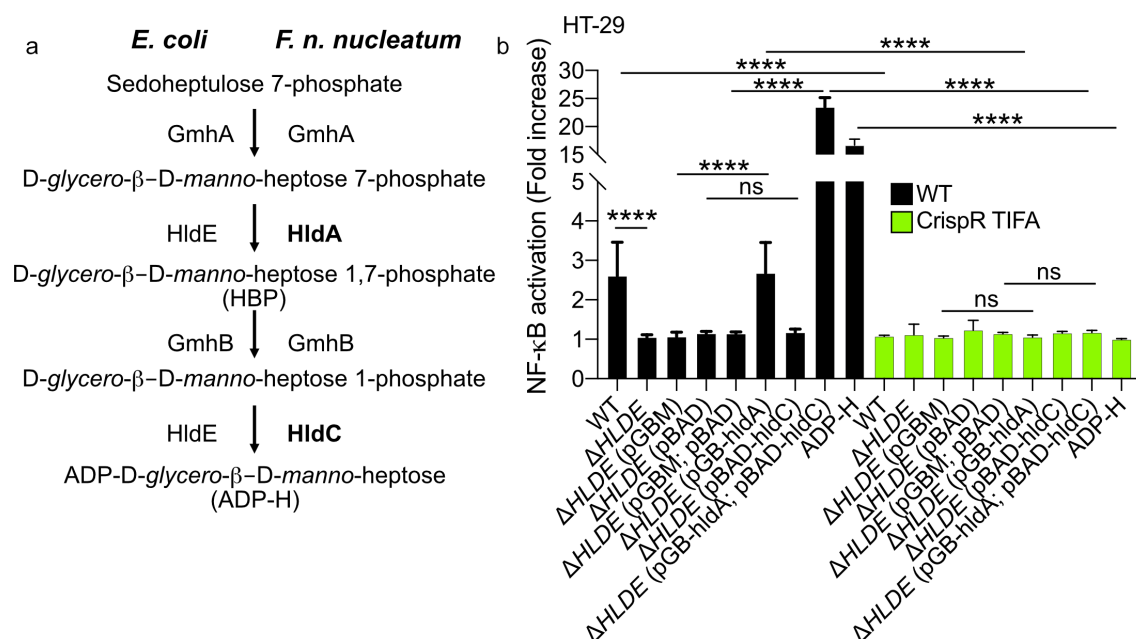 a
E. coli F. n. nucleatum
Sedoheptulose 7-phosphate
GmhA GmhA
D-glycero-β–D-manno-heptose 7-phosphate
HldE HldA
D-glycero-β–D-manno-heptose 1,7-phosphate
(HBP)
GmhB GmhB
D-glycero-β–D-manno-heptose 1-phosphate
HldE HldC
ADP-D-glycero-β–D-manno-heptose
(ADP-H)
b
HT-29
NF-κB activation (Fold increase)
30
25
20
15
5
4
3
2
1
0
****
****
**** ****
****
****
ns
****
ns
ns
WT
CrispR TIFA
WT
ΔHLDE
ΔHLDE (pGBM)
ΔHLDE (pBAD)
ΔHLDE (pGBM; pBAD)
ΔHLDE (pGB-hldA)
ΔHLDE (pBAD-hldC)
ΔHLDE (pGB-hldA; pBAD-hldC)
ADP-H
WT
ΔHLDE
ΔHLDE (pGBM)
ΔHLDE (pBAD)
ΔHLDE (pGBM; pBAD)
ΔHLDE (pGB-hldA)
ΔHLDE (pBAD-hldC)
ΔHLDE (pGB-hldA; pBAD-hldC)
ADP-H